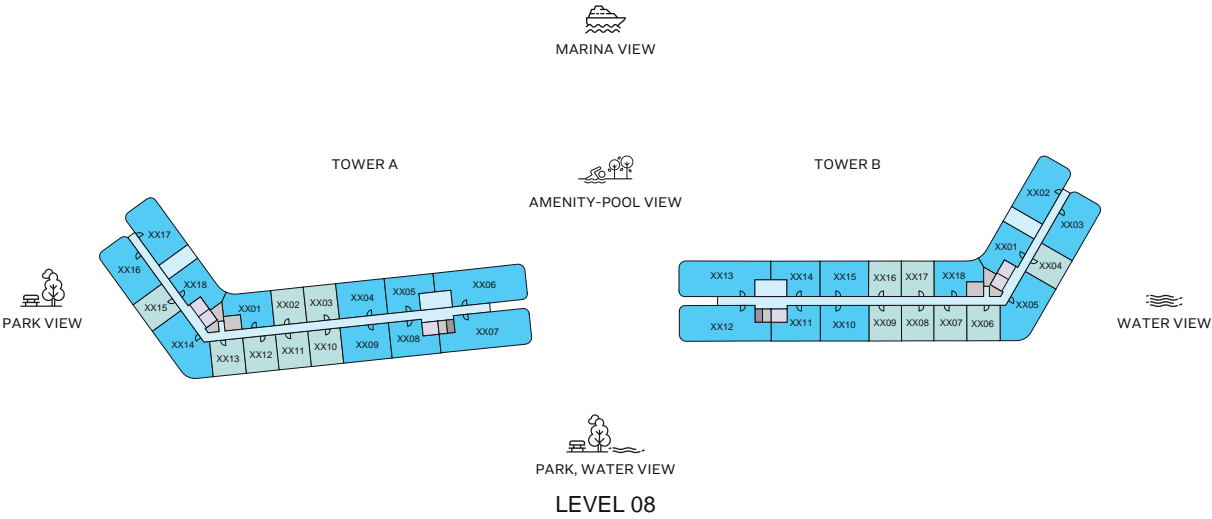 MARINA VIEW
TOWER A
TOWER B
AMENITY-POOL VIEW
PARK VIEW
WATER VIEW
XX17
XX16
XX18
XX15
XX14
XX01
XX02
XX03
XX04
XX05
XX06
XX13
XX12
XX11
XX10
XX09
XX08
XX07
XX02
XX03
XX01
XX04
XX05
XX13
XX14
XX15
XX16
XX17
XX18
XX12
XX11
XX10
XX09
XX08
XX07
XX06
PARK, WATER VIEW
LEVEL 08